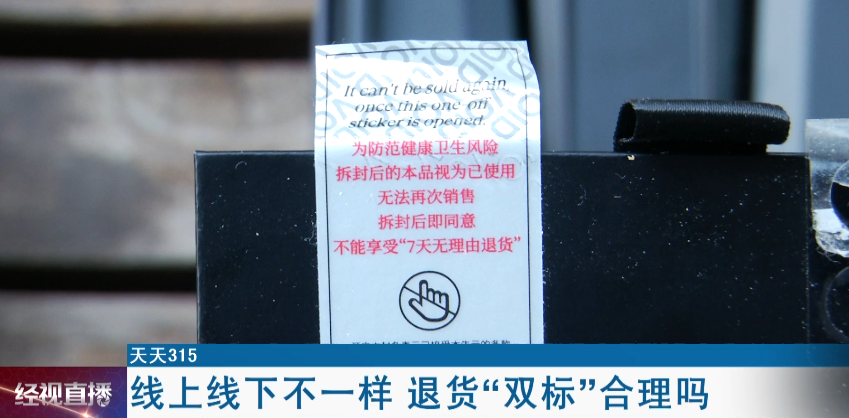 It can't be sold again,
once this one-off
sticker is opened.
为防范健康卫生风险
拆封后的本品视为已使用
无法再次销售
拆封后即同意
不能享受“7天无理由退货”
天天315
经视直播
线上线下不一样 退货“双标”合理吗